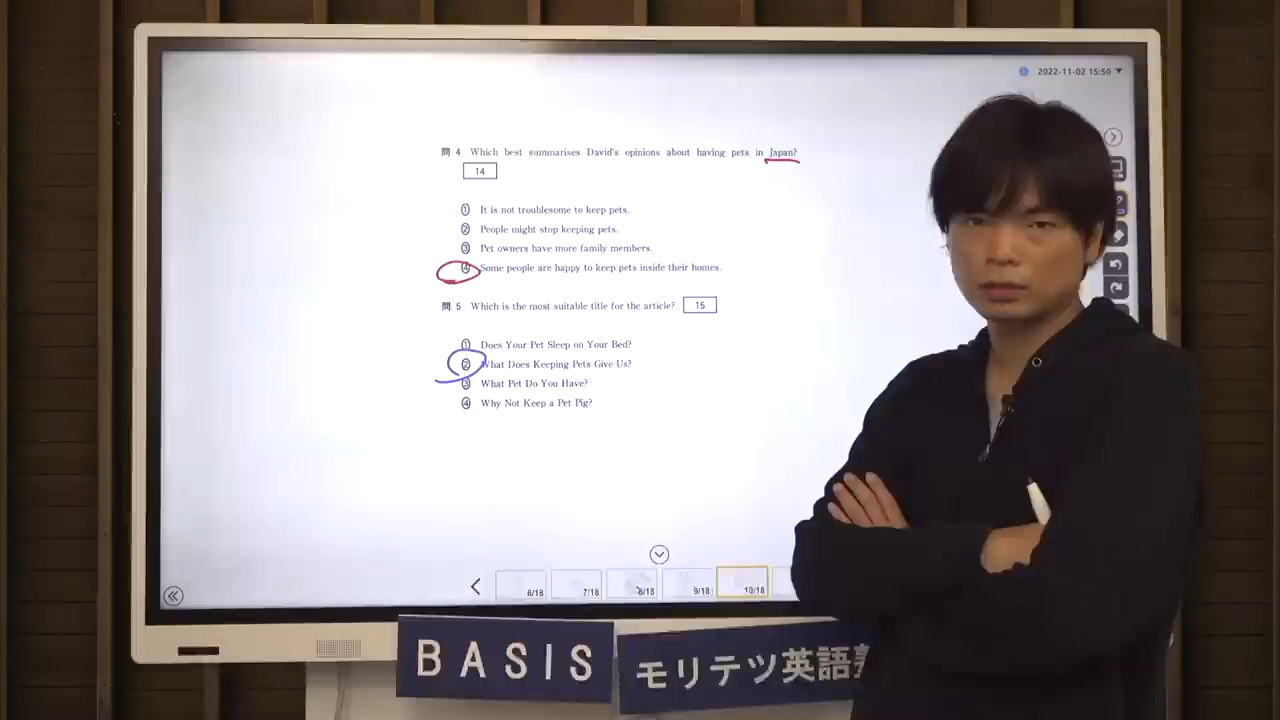 2022-11-02 15:50
問 4 Which best summarises David's opinions about having pets in Japan?
14
① It is not troublesome to keep pets.
② People might stop keeping pets.
③ Pet owners have more family members.
④ Some people are happy to keep pets inside their homes.
問 5 Which is the most suitable title for the article? 15
① Does Your Pet Sleep on Your Bed?
② What Does Keeping Pets Give Us?
③ What Pet Do You Have?
④ Why Not Keep a Pet Pig?
6/18 7/18 8/18 9/18 10/18
BASIS
モリテツ英語塾